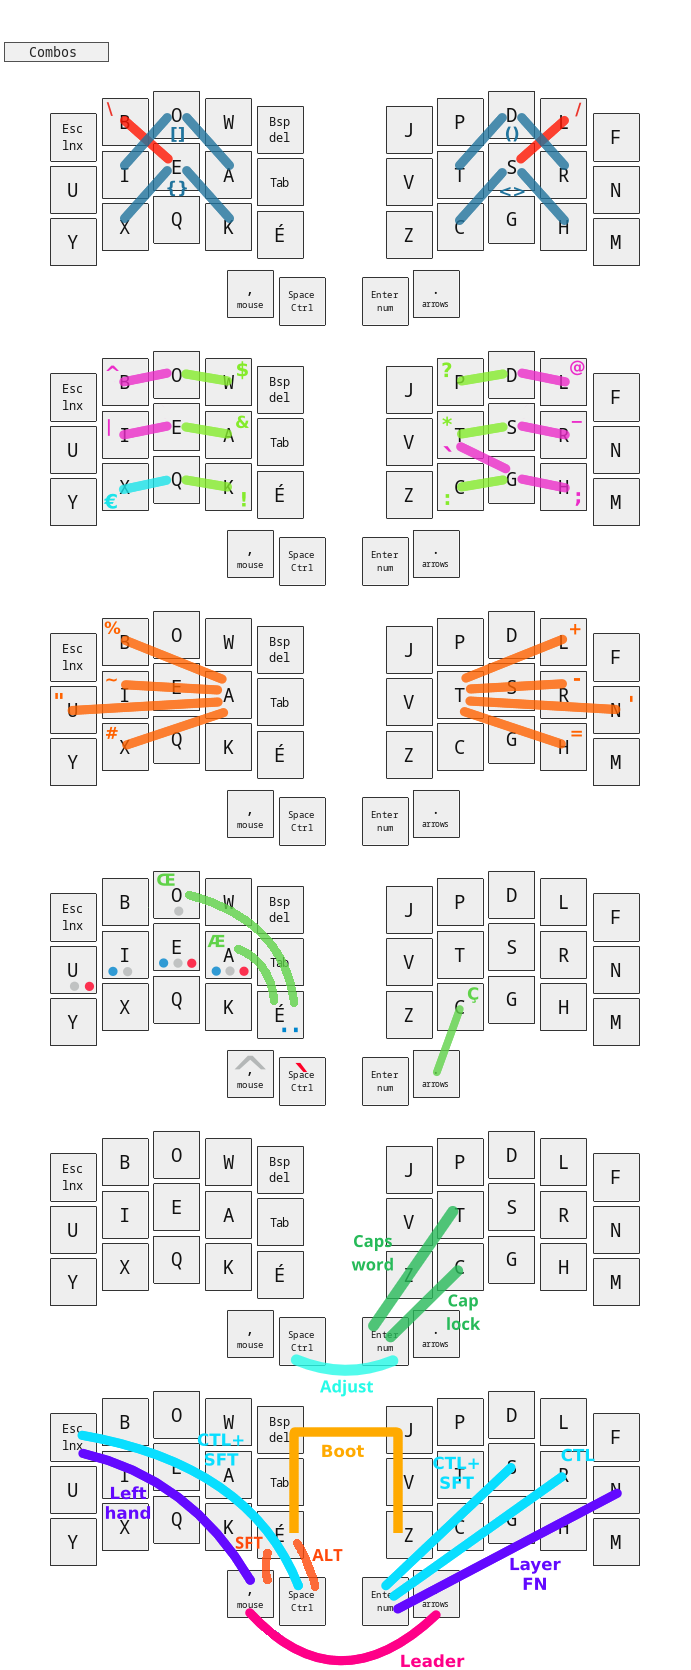 Combos
\ O /
B W Bsp del J P D L
Esc lnx [] () F
I E A Tab V T S R
U {} <> N
X Q K É Z C G H
Y M
, mouse Space Ctrl Enter num . arrows
^ B O W $ Bsp del J ? P D L @
Esc lnx F
| I E A & Tab V * T S R _
U ` N
€ X Q K ! É Z : C G H ;
Y M
, mouse Space Ctrl Enter num . arrows
% B O W Bsp del J P D L +
Esc lnx F
~ I E A Tab V T S R -
" U N '
# X Q K É Z C G H =
Y M
, mouse Space Ctrl Enter num . arrows
Œ
B O W Bsp del J P D L
Esc lnx F
I E Æ A Tab V T S R
U N
X Q K É Z C Ç G H
Y M
^ , mouse ` Space Ctrl Enter num . arrows
B O W Bsp del J P D L
Esc lnx F
I E A Tab V T S R
U N
Caps word
X Q K É Z C G H
Y M
Cap lock
, mouse Space Ctrl Enter num . arrows
Adjust
B O W Bsp del J P D L
Esc lnx F
CTL+ SFT Boot CTL+ SFT CTL
I E A Tab V T S R
U N
Left hand
X Q K É Z C G H
Y M
SFT ALT Layer FN
, mouse Space Ctrl Enter num arrows
Leader